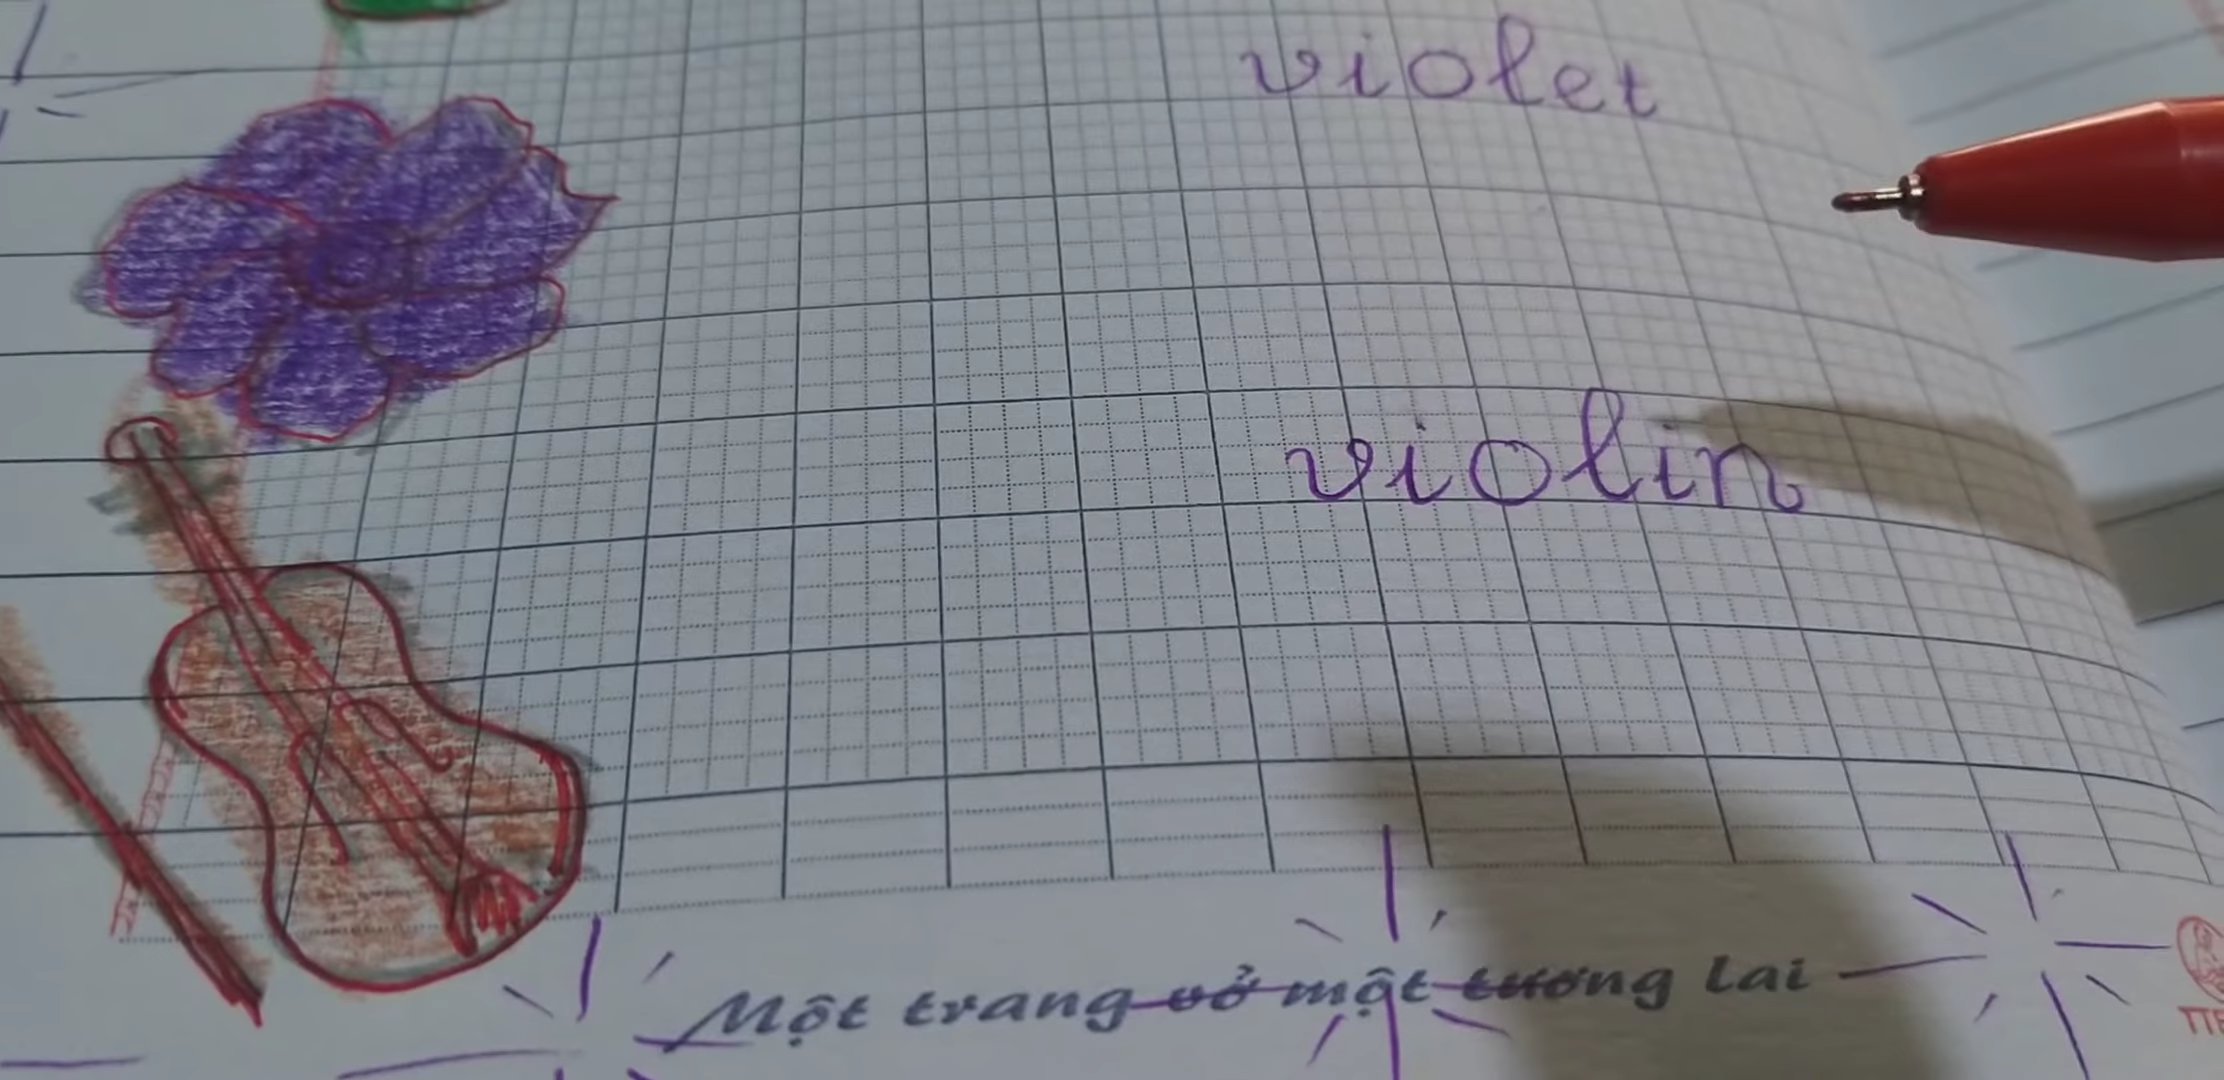 violet
violin
Một trang vở một tương lai